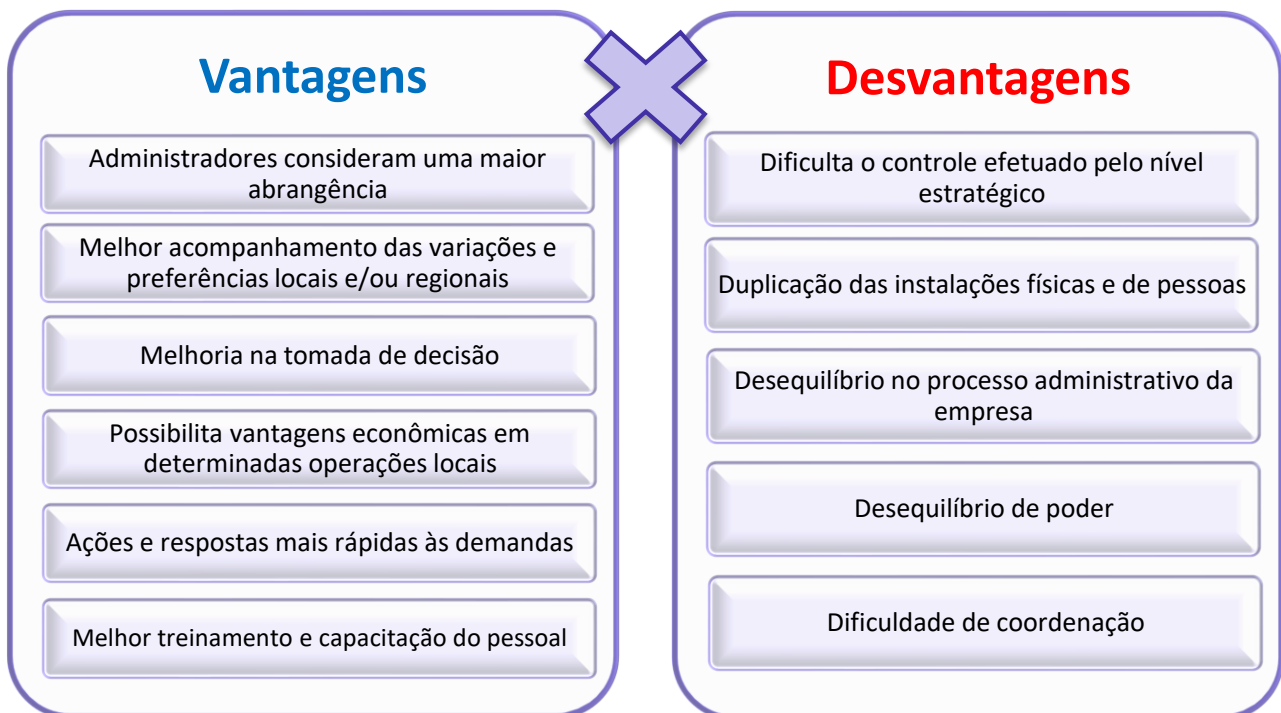 Vantagens
Administradores consideram uma maior
abrangência
Melhor acompanhamento das variações e
preferências locais e/ou regionais
Melhoria na tomada de decisão
Possibilita vantagens econômicas em
determinadas operações locais
Ações e respostas mais rápidas às demandas
Melhor treinamento e capacitação do pessoal
Desvantagens
Dificulta o controle efetuado pelo nível
estratégico
Duplicação das instalações físicas e de pessoas
Desequilíbrio no processo administrativo da
empresa
Desequilíbrio de poder
Dificuldade de coordenação